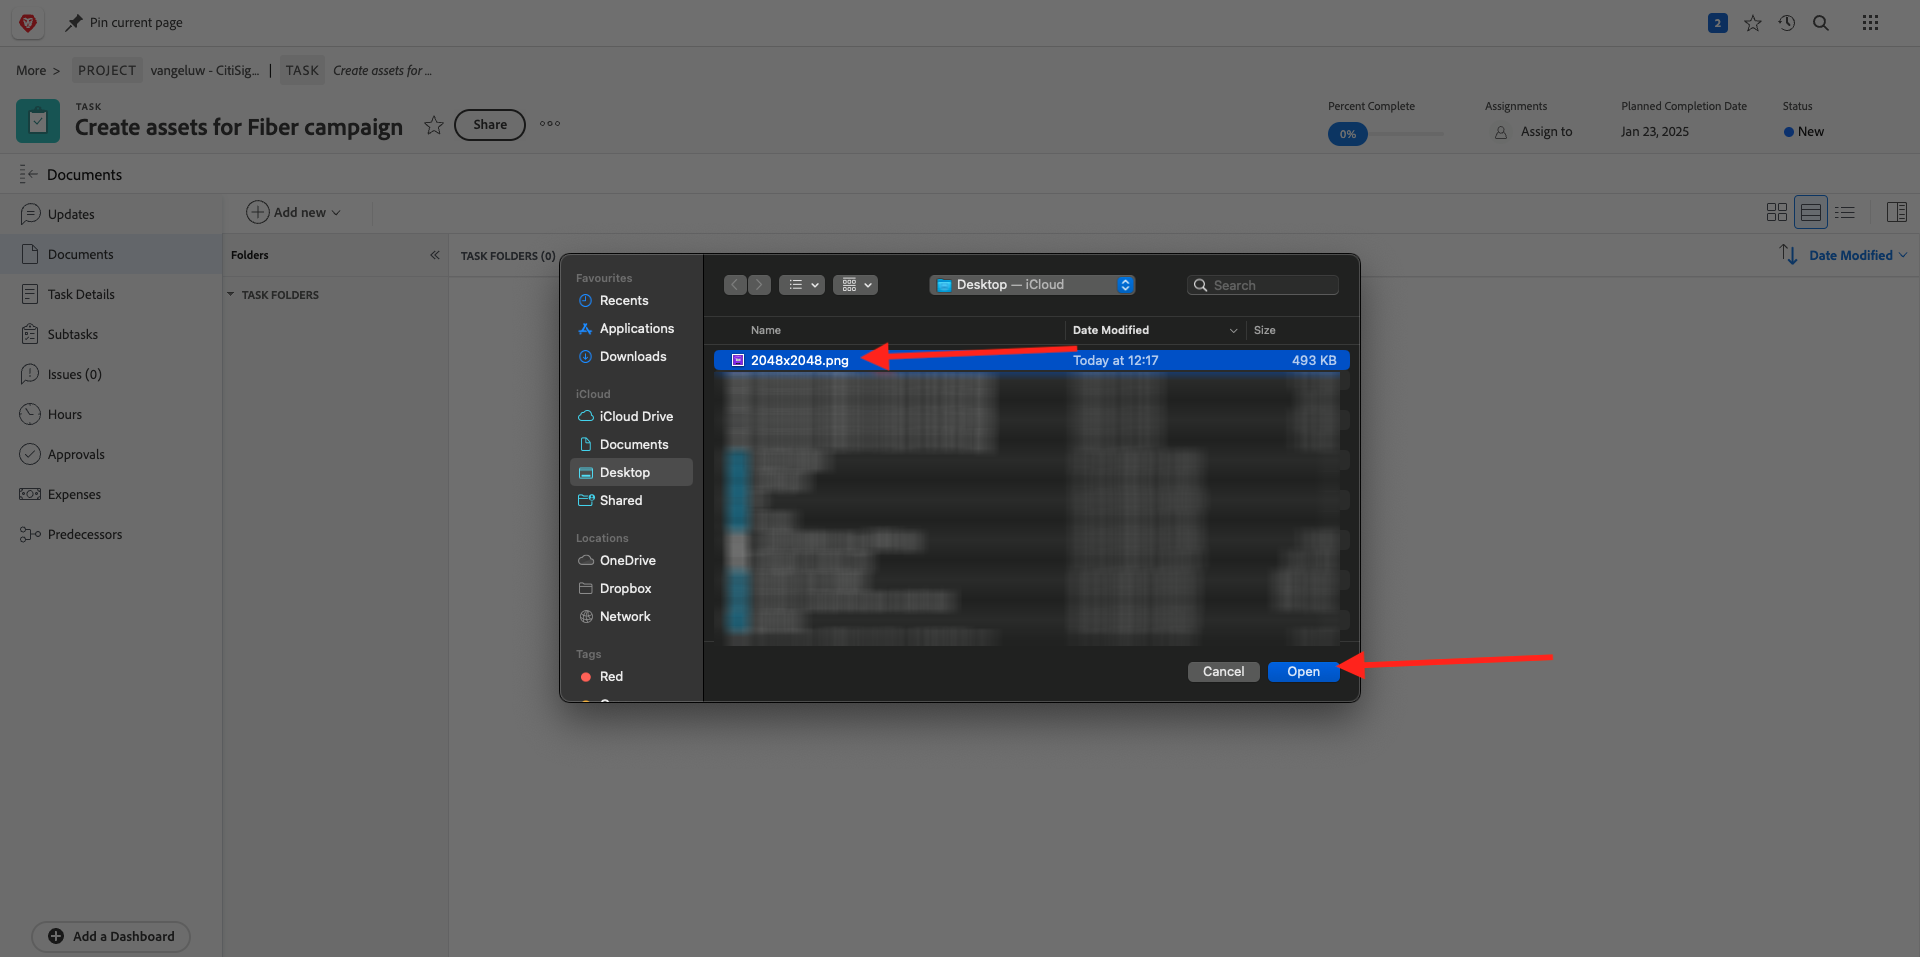 Pin current page
2
More >
PROJECT
vangeluw - CitiSig...
|
TASK
Create assets for ...
TASK
Create assets for Fiber campaign
Share
Percent Complete
0%
Assignments
Assign to
Planned Completion Date
Jan 23, 2025
Status
New
Documents
Updates
Documents
Task Details
Subtasks
Issues (0)
Hours
Approvals
Expenses
Predecessors
Add a Dashboard
Add new
Folders
TASK FOLDERS
TASK FOLDERS (0)
Date Modified
Favourites
Recents
Applications
Downloads
iCloud
iCloud Drive
Documents
Desktop
Shared
Locations
OneDrive
Dropbox
Network
Tags
Red
Desktop — iCloud
Search
Name
Date Modified
Size
2048x2048.png
Today at 12:17
493 KB
Cancel
Open